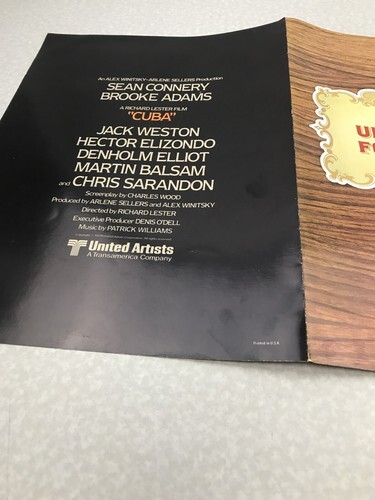 An ALEX WINITSKY-ARLENE SELLERS Production
SEAN CONNERY
BROOKE ADAMS
A RICHARD LESTER FILM
"CUBA"
JACK WESTON
HECTOR ELIZONDO
DENHOLM ELLIOT
MARTIN BALSAM
and CHRIS SARANDON
Screenplay by CHARLES WOOD
Produced by ARLENE SELLERS and ALEX WINITSKY
Directed by RICHARD LESTER
Executive Producer DENIS O'DELL
Music by PATRICK WILLIAMS
United Artists
A Transamerica Company
Printed in U.S.A.